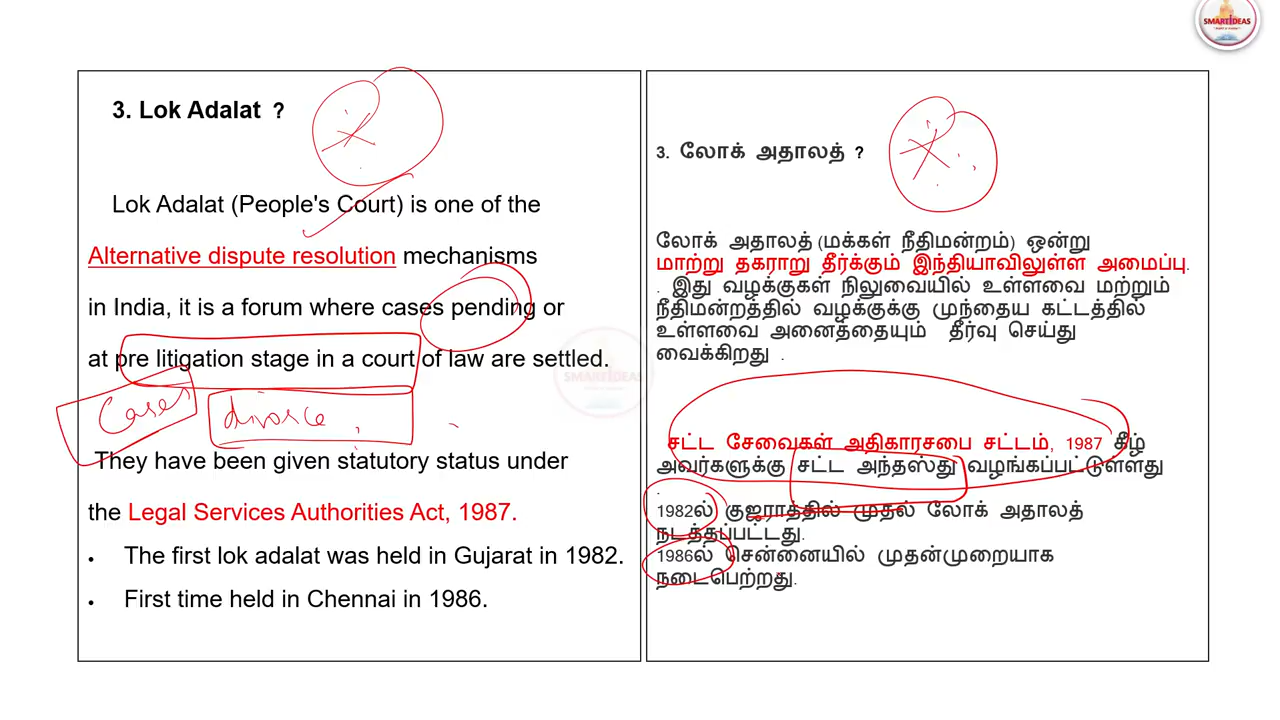 SMARTIDEAS
3. Lok Adalat ?
Lok Adalat (People's Court) is one of the
Alternative dispute resolution mechanisms
in India, it is a forum where cases pending or
at pre litigation stage in a court of law are settled.
Cases divorce
They have been given statutory status under
the Legal Services Authorities Act, 1987.
• The first lok adalat was held in Gujarat in 1982.
• First time held in Chennai in 1986.
3. லோக் அதாலத் ?
லோக் அதாலத் (மக்கள் நீதிமன்றம்) ஒன்று
மாற்று தகராறு தீர்க்கும் இந்தியாவிலுள்ள அமைப்பு.
. இது வழக்குகள் நிலுவையில் உள்ளவை மற்றும்
நீதிமன்றத்தில் வழக்குக்கு முந்தைய கட்டத்தில்
உள்ளவை அனைத்தையும் தீர்வு செய்து
வைக்கிறது .
சட்ட சேவைகள் அதிகாரசபை சட்டம், 1987 கீழ்
அவர்களுக்கு சட்ட அந்தஸ்து வழங்கப்பட்டுள்ளது
.
1982ல் குஜராத்தில் முதல் லோக் அதாலத்
நடத்தப்பட்டது.
1986ல் சென்னையில் முதன்முறையாக
நடைபெற்றது.
SMARTIDEAS